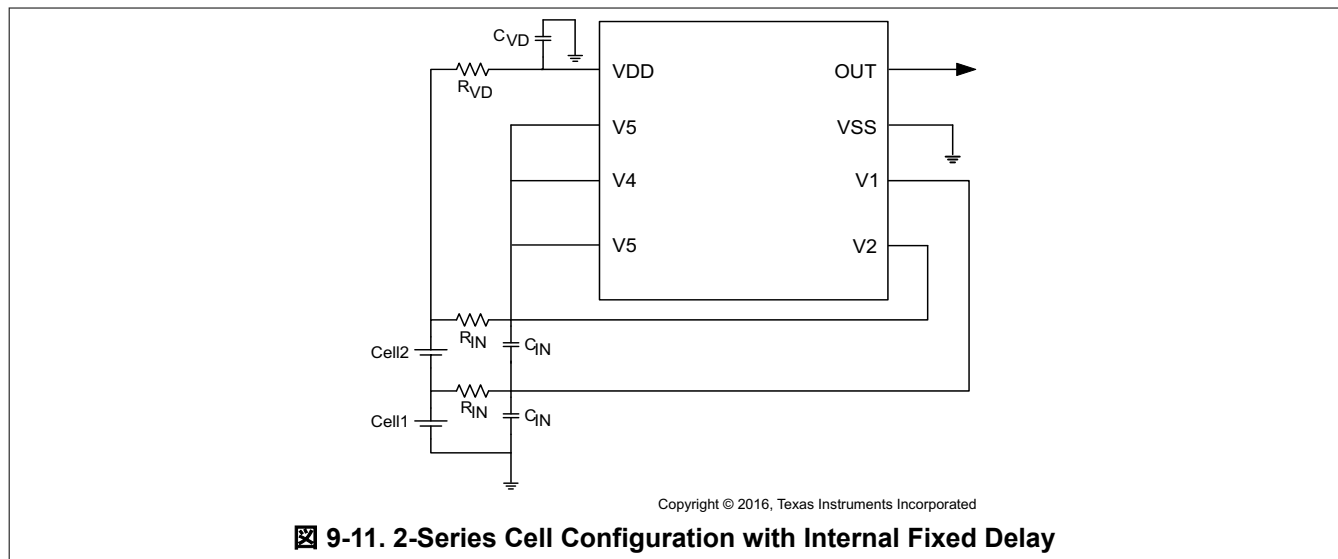 CVD
RVD
VDD
OUT
V5
VSS
V4
V1
V5
V2
RIN
CIN
Cell2
RIN
CIN
Cell1
Copyright © 2016, Texas Instruments Incorporated
図 9-11. 2-Series Cell Configuration with Internal Fixed Delay